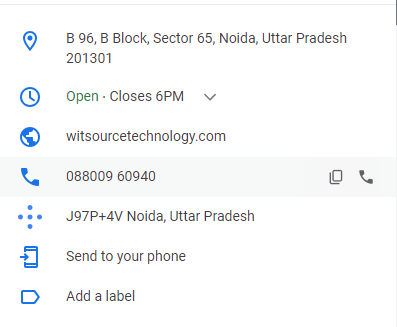 B 96, B Block, Sector 65, Noida, Uttar Pradesh
201301
Open · Closes 6PM
witsourcetechnology.com
088009 60940
J97P+4V Noida, Uttar Pradesh
Send to your phone
Add a label